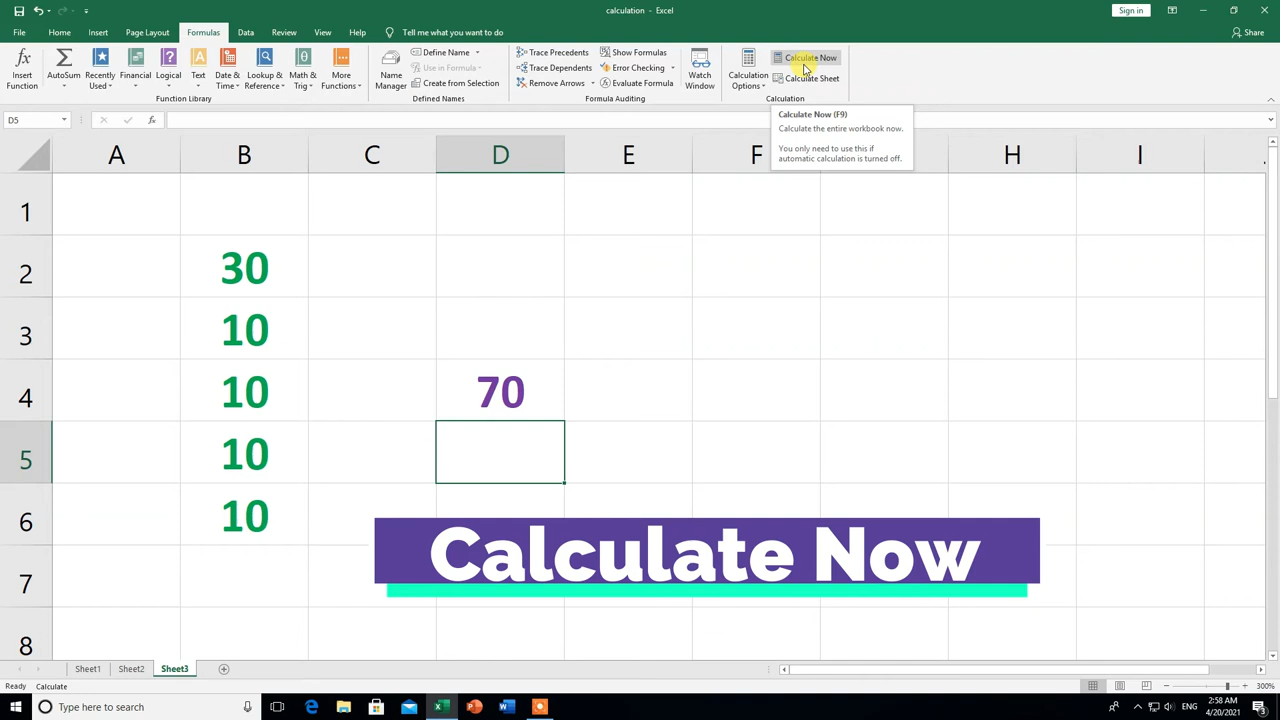 calculation - Excel
Sign in
File Home Insert Page Layout Formulas Data Review View Help Tell me what you want to do
Share
Insert Function
AutoSum
Recently Used
Financial
Logical
Text
Date & Time
Lookup & Reference
Math & Trig
More Functions
Function Library
Name Manager
Define Name
Use in Formula
Create from Selection
Defined Names
Trace Precedents
Trace Dependents
Remove Arrows
Show Formulas
Error Checking
Evaluate Formula
Formula Auditing
Watch Window
Calculation Options
Calculate Now
Calculate Sheet
Calculation
D5
fx
Calculate Now (F9)
Calculate the entire workbook now.
You only need to use this if
automatic calculation is turned off.
A B C D E F H I
1
2 30
3 10
4 10 70
5 10
6 10
Calculate Now
7
8
Sheet1 Sheet2 Sheet3
Ready Calculate
300%
Type here to search
ENG
2:58 AM
4/20/2021
3